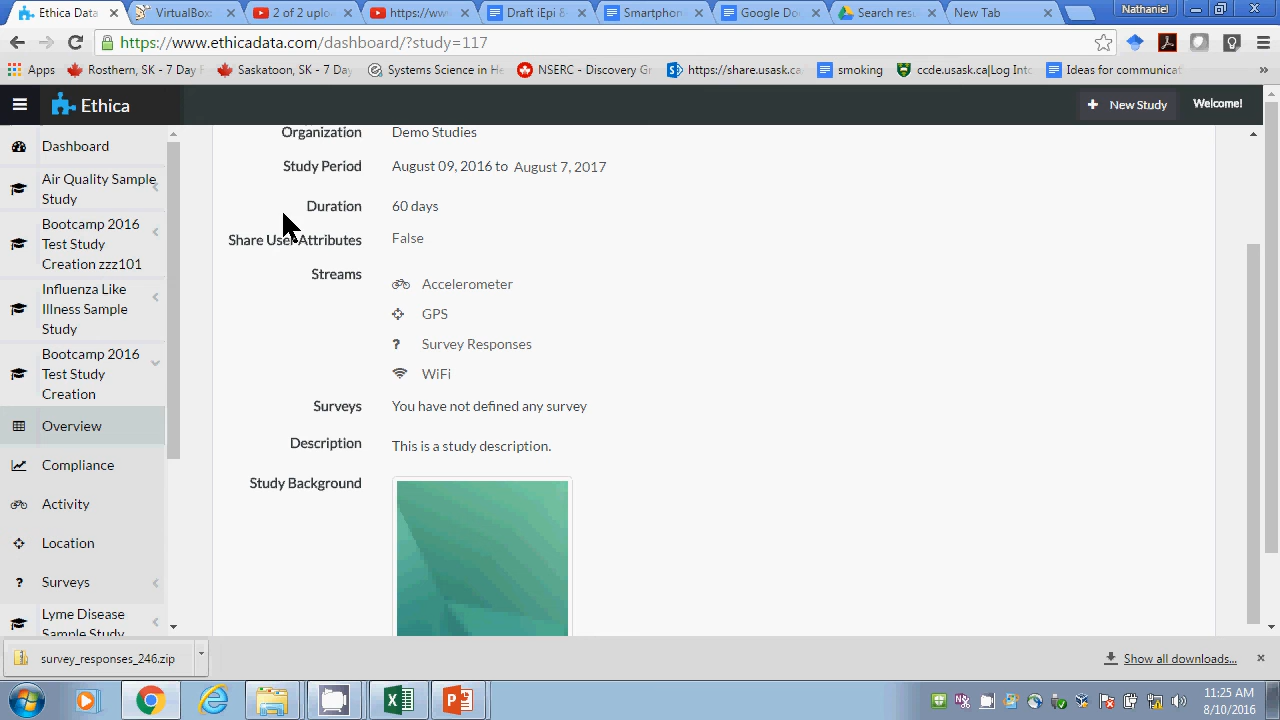 Ethica Data
VirtualBox
2 of 2 uplo
https://ww
Draft iEpi 8
Smartphon
Google Do
Search resu
New Tab
Nathaniel
https://www.ethicadata.com/dashboard/?study=117
Apps
Rosthern, SK - 7 Day F
Saskatoon, SK - 7 Day
Systems Science in He
NSERC - Discovery Gr
https://share.usask.ca
smoking
ccde.usask.ca|Log Into
Ideas for communicat
»
Ethica
+ New Study
Welcome!
Dashboard
Air Quality Sample
Study
Bootcamp 2016
Test Study
Creation zzz101
Influenza Like
Illness Sample
Study
Bootcamp 2016
Test Study
Creation
Overview
Compliance
Activity
Location
? Surveys
Lyme Disease
Sample Study
Organization Demo Studies
Study Period August 09, 2016 to August 7, 2017
Duration 60 days
Share User Attributes False
Streams
Accelerometer
GPS
? Survey Responses
WiFi
Surveys You have not defined any survey
Description This is a study description.
Study Background
survey_responses_246.zip
Show all downloads...
11:25 AM
8/10/2016